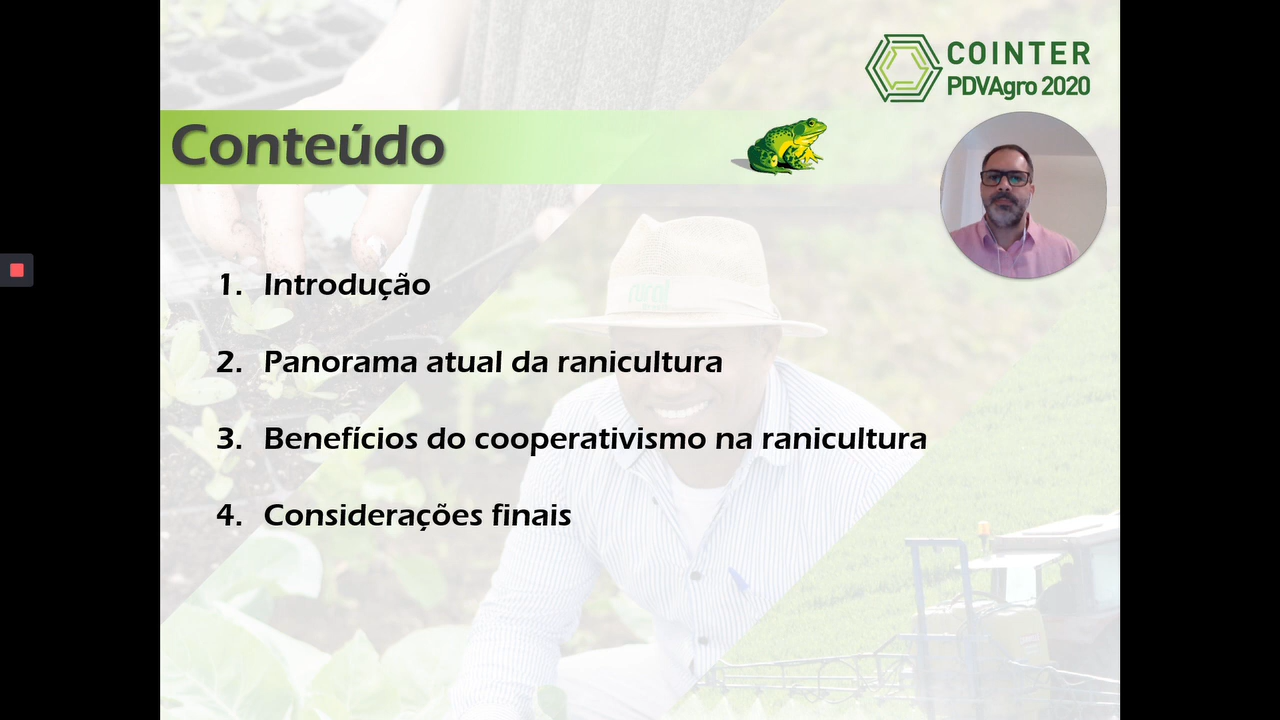 COINTER
PDVAgro 2020
Conteúdo
rural
1. Introdução
2. Panorama atual da ranicultura
3. Benefícios do cooperativismo na ranicultura
4. Considerações finais